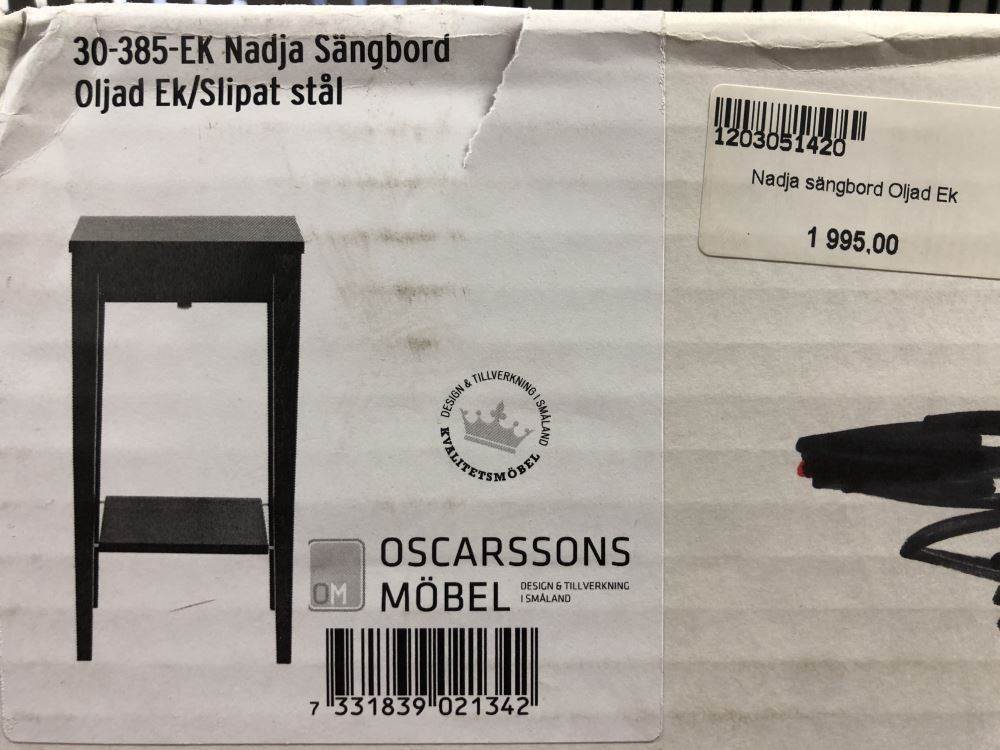 30-385-EK Nadja Sängbord
Oljad Ek/Slipat stål
1203051420
Nadja sängbord Oljad Ek
1 995,00
DESIGN & TILLVERKNING I SMÅLAND
KVALITETSMÖBEL
OM
OSCARSSONS
MÖBEL
DESIGN & TILLVERKNING
I SMÅLAND
7 331839 021342